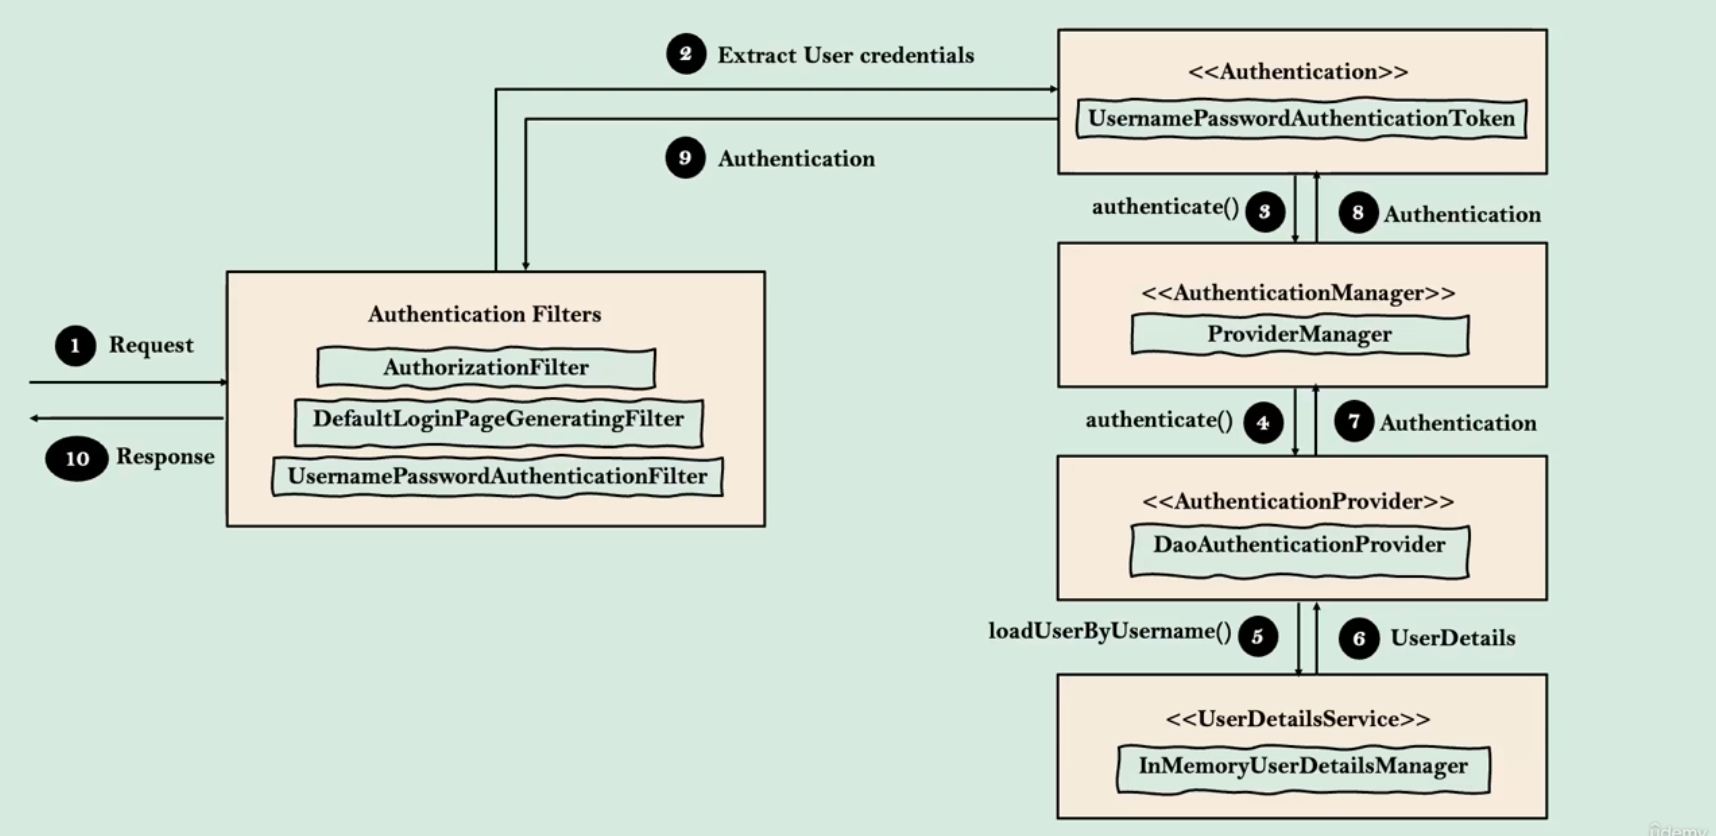 2 Extract User credentials
9 Authentication
<<Authentication>>
UsernamePasswordAuthenticationToken
authenticate() 3
8 Authentication
<<AuthenticationManager>>
ProviderManager
authenticate() 4
7 Authentication
<<AuthenticationProvider>>
DaoAuthenticationProvider
loadUserByUsername() 5
6 UserDetails
<<UserDetailsService>>
InMemoryUserDetailsManager
1 Request
10 Response
Authentication Filters
AuthorizationFilter
DefaultLoginPageGeneratingFilter
UsernamePasswordAuthenticationFilter
ûdemy